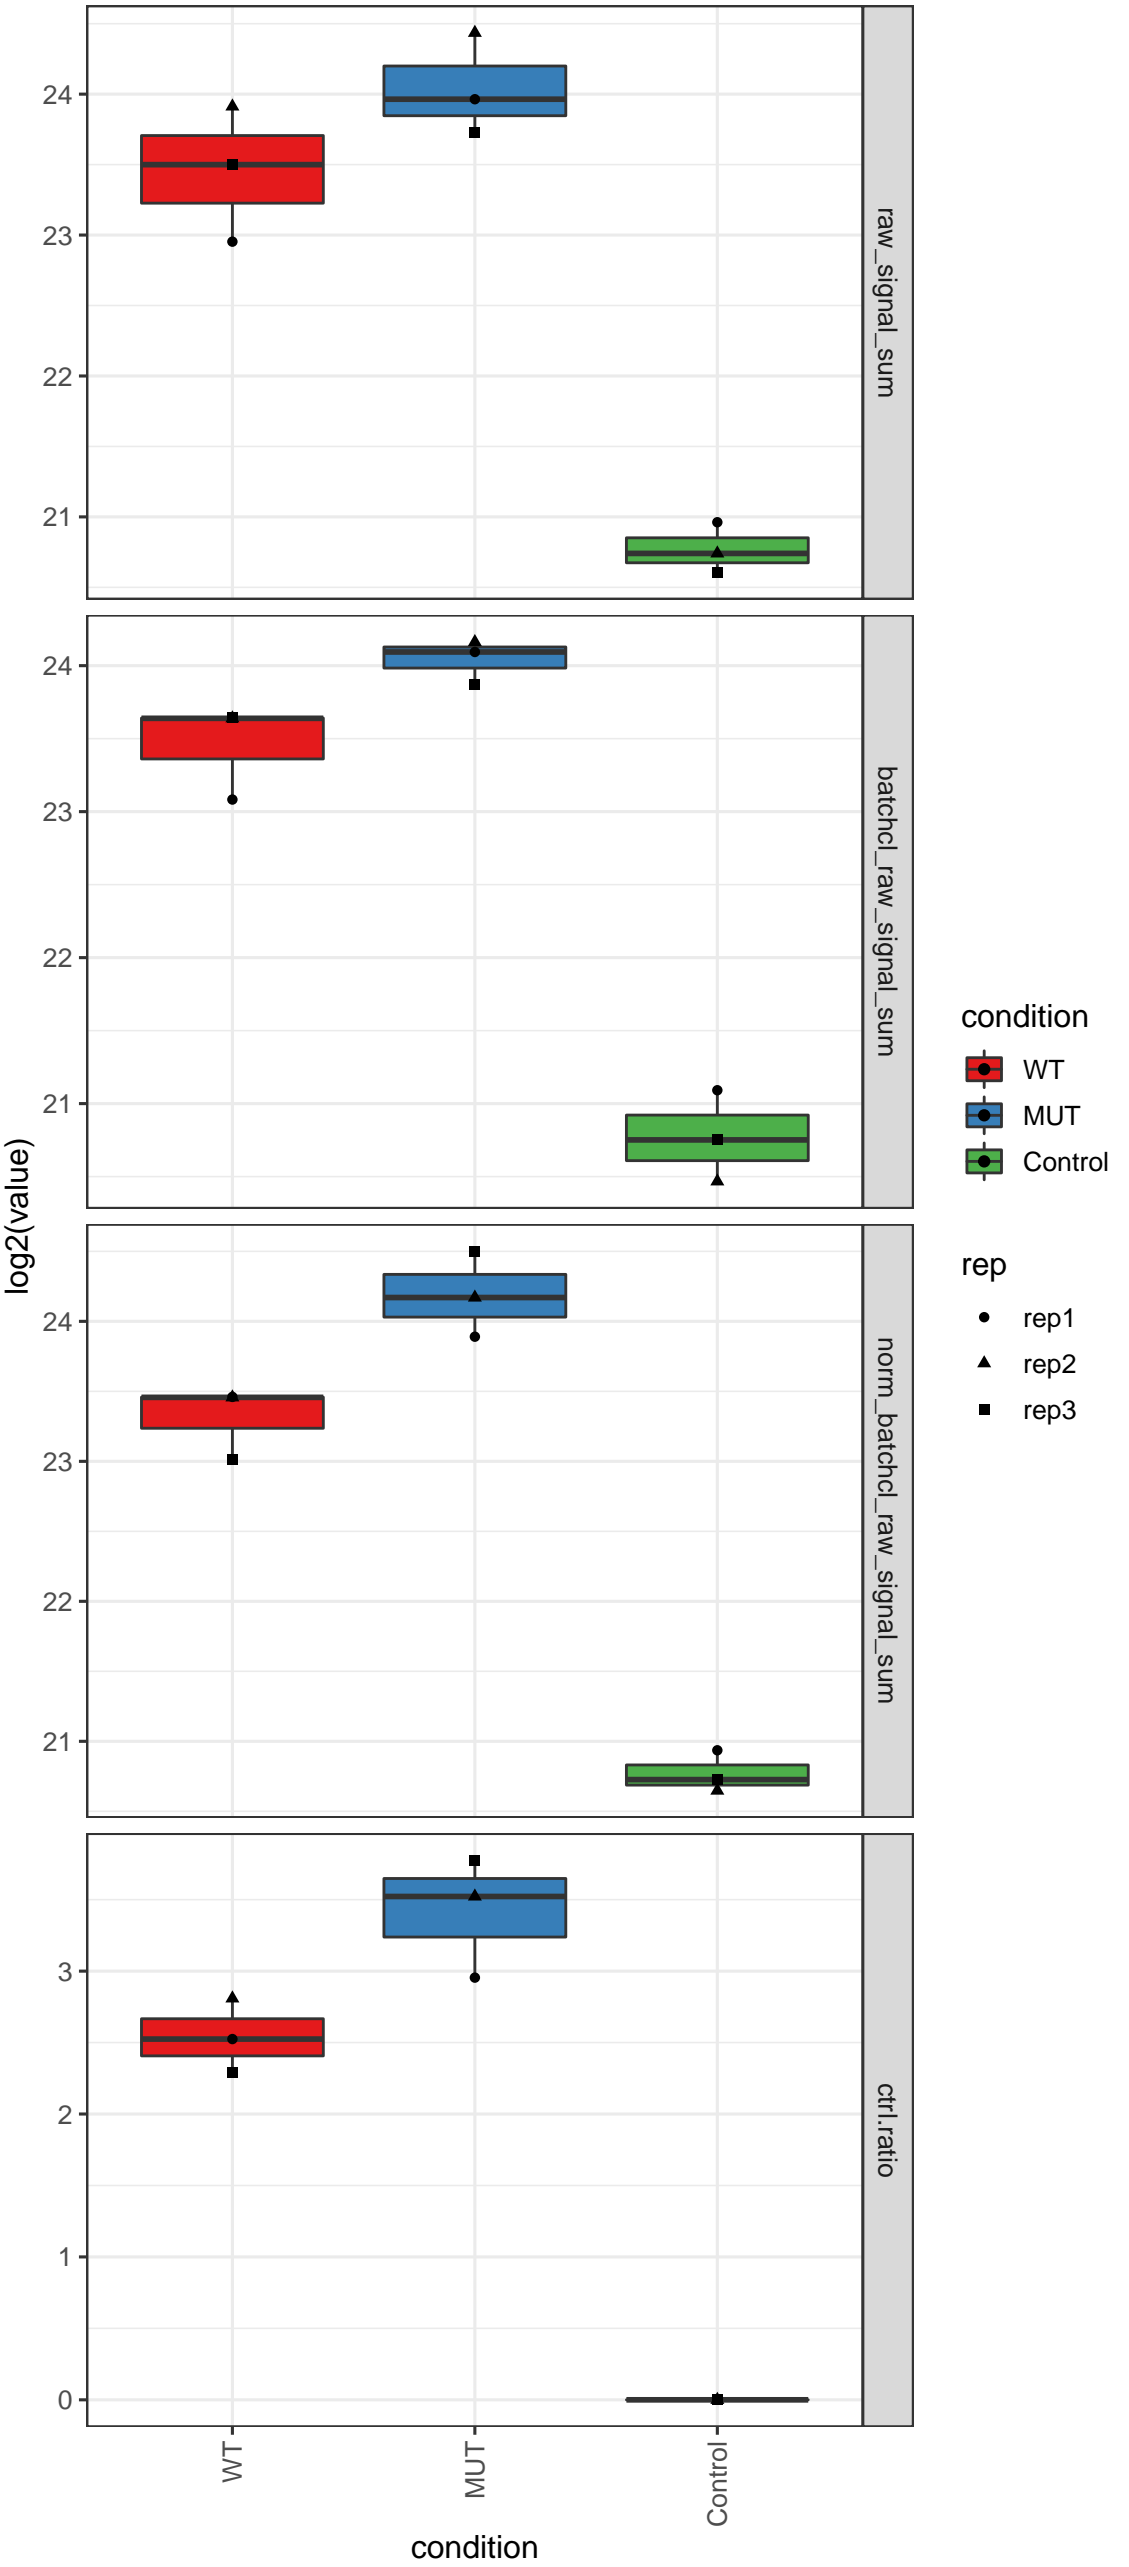 24
23
22
21
raw_signal_sum
24
23
22
21
batchcl_raw_signal_sum
24
23
22
21
norm_batchcl_raw_signal_sum
3
2
1
0
ctrl.ratio
log2(value)
WT
MUT
Control
condition
condition
WT
MUT
Control
rep
rep1
rep2
rep3